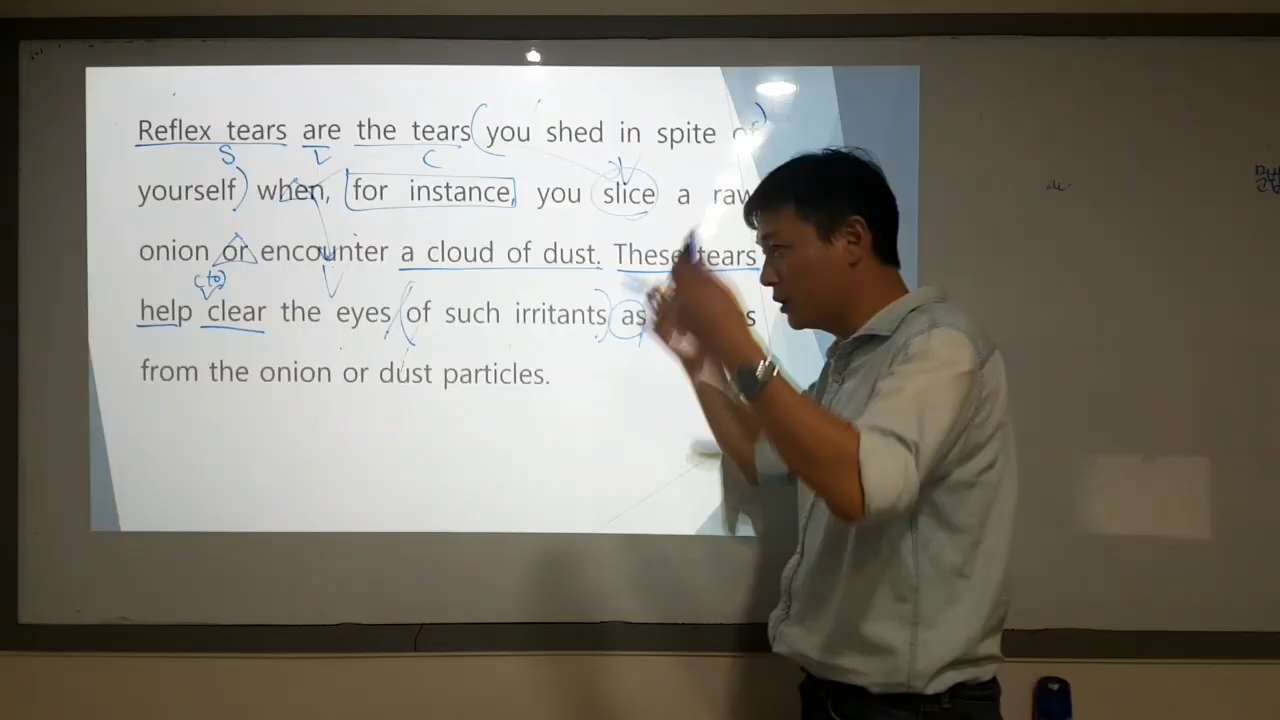 Reflex tears are the tears (you shed in spite of)
S V C
yourself) when, for instance, you slice a raw
V
onion or encounter a cloud of dust. These tears
(to)
V
help clear the eyes (of such irritants) as
from the onion or dust particles.